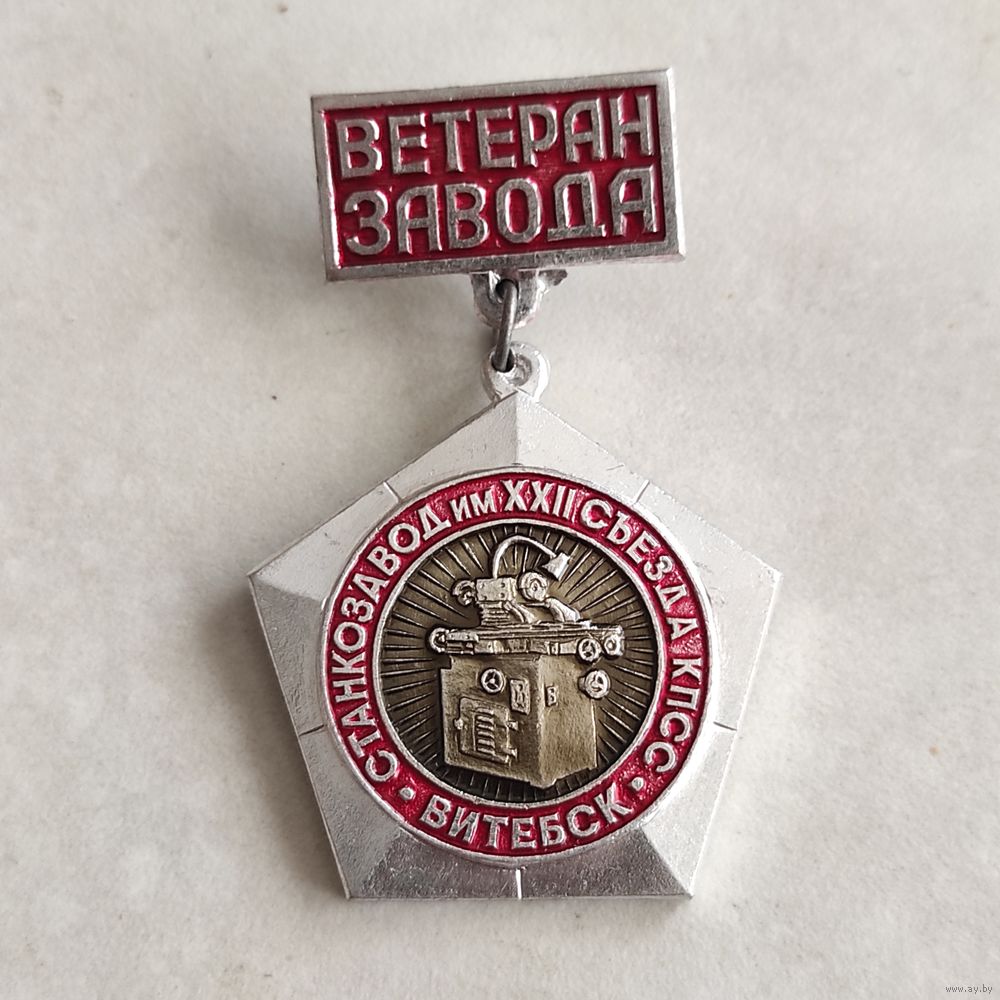 ВЕТЕРАН
ЗАВОДА
СТАНКОЗАВОД ИМ XXII СЪЕЗДА КПСС
• ВИТЕБСК •
www.ay.by